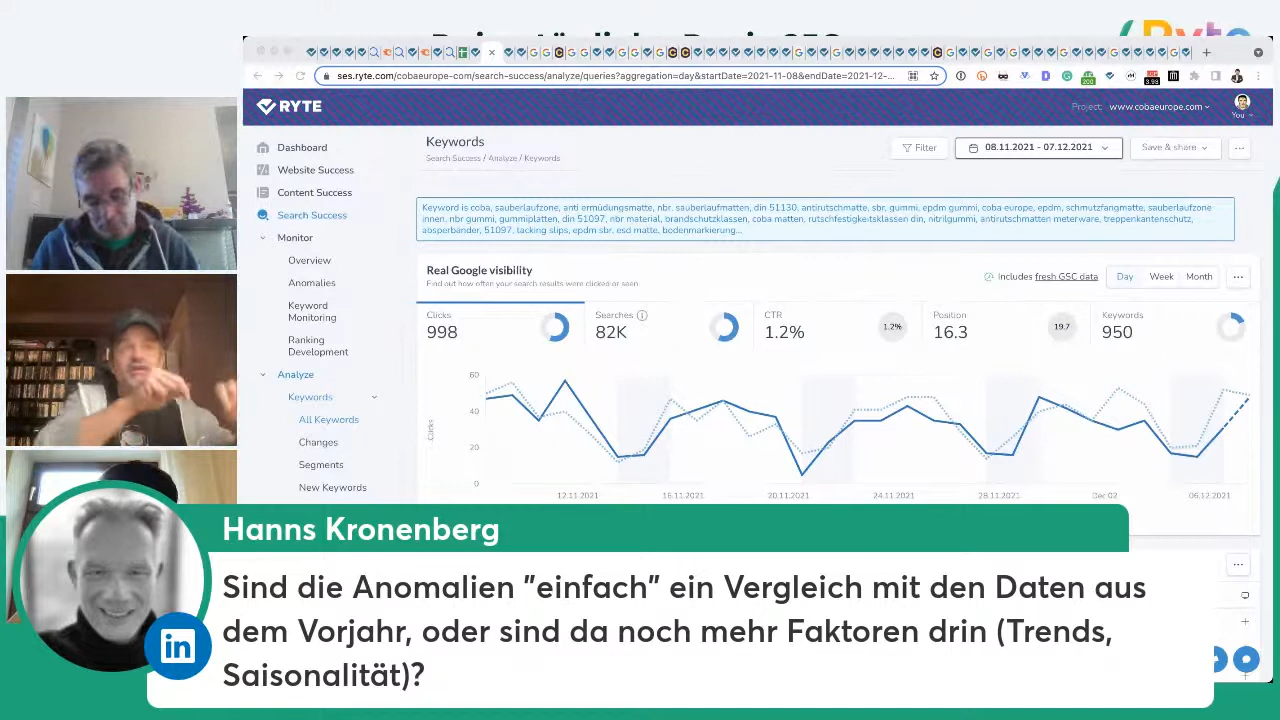 Ryte
200
3.98
ses.ryte.com/cobaeurope-com/search-success/analyze/queries?aggregation=day&startDate=2021-11-08&endDate=2021-12-...
RYTE
Project: www.cobaeurope.com
You
Dashboard
Website Success
Content Success
Search Success
Monitor
Overview
Anomalies
Keyword
Monitoring
Ranking
Development
Analyze
Keywords
All Keywords
Changes
Segments
New Keywords
Keywords
Search Success / Analyze / Keywords
Filter
08.11.2021 - 07.12.2021
Save & share
Keyword is coba, sauberlaufzone, anti ermüdungsmatte, nbr, sauberlaufmatten, din 51130, antirutschmatte, sbr, gummi, epdm gummi, coba europe, epdm, schmutzfangmatte, sauberlaufzone
innen, nbr gummi, gummiplatten, din 51097, nbr material, brandschutzklassen, coba matten, rutschfestigkeitsklassen din, nitrilgummi, antirutschmatten meterware, treppenkantenschutz,
absperrbänder, 51097, tacking slips, epdm sbr, esd matte, bodenmarkierung...
Real Google visibility
Find out how often your search results were clicked or seen.
Includes fresh GSC data
Day Week Month
Clicks
998
Searches
82K
CTR
1.2%
1.2%
Position
16.3
19.7
Keywords
950
Clicks
60
40
20
0
12.11.2021 16.11.2021 20.11.2021 24.11.2021 28.11.2021 Dec 02 06.12.2021
Hanns Kronenberg
Sind die Anomalien "einfach" ein Vergleich mit den Daten aus
dem Vorjahr, oder sind da noch mehr Faktoren drin (Trends,
Saisonalität)?
in